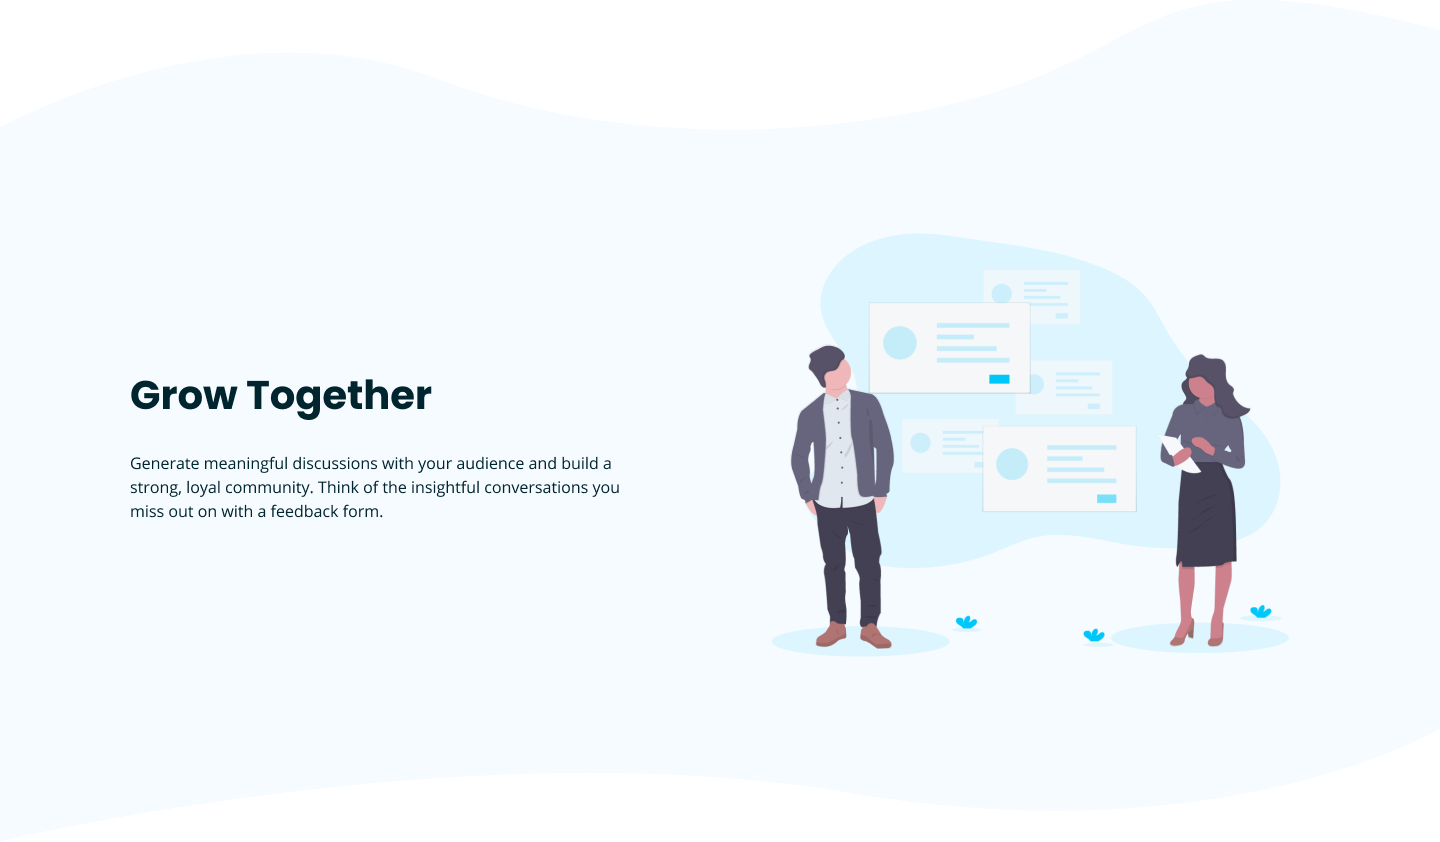 Grow Together
Generate meaningful discussions with your audience and build a
strong, loyal community. Think of the insightful conversations you
miss out on with a feedback form.